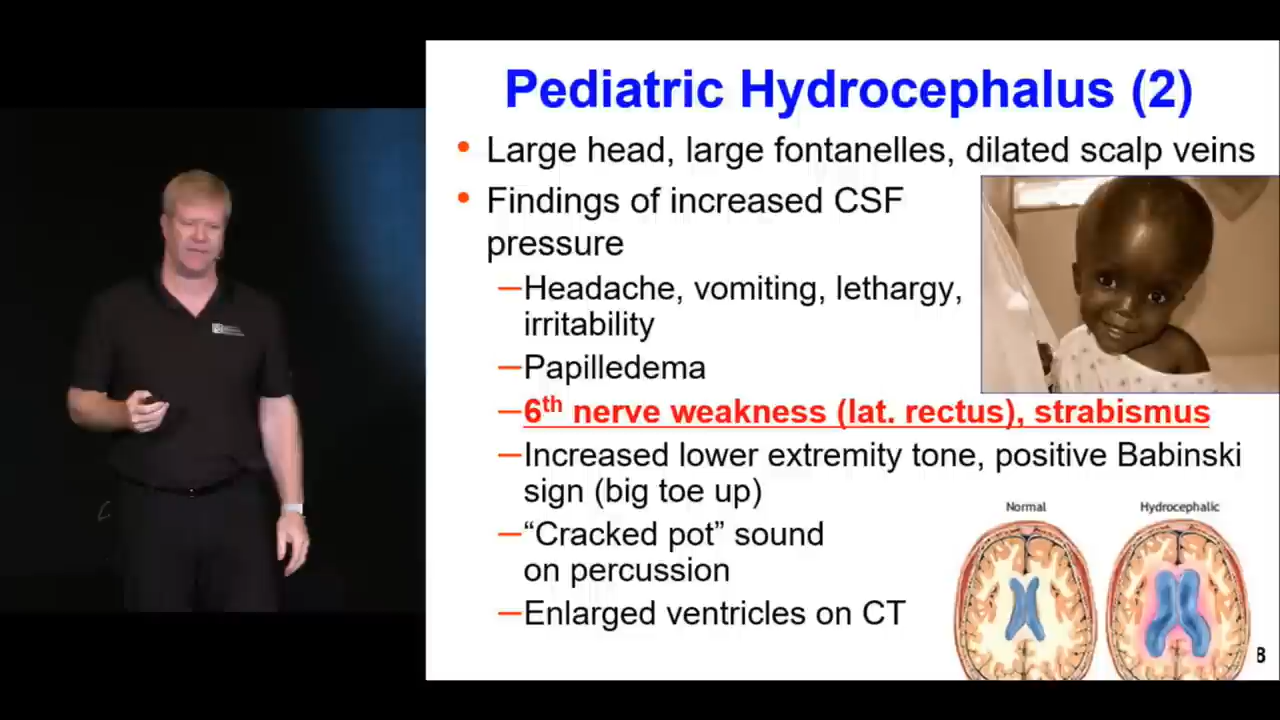 Pediatric Hydrocephalus (2)
• Large head, large fontanelles, dilated scalp veins
• Findings of increased CSF
pressure
–Headache, vomiting, lethargy,
irritability
–Papilledema
–6th nerve weakness (lat. rectus), strabismus
–Increased lower extremity tone, positive Babinski
sign (big toe up)
–“Cracked pot” sound
on percussion
–Enlarged ventricles on CT
Normal
Hydrocephalic
8